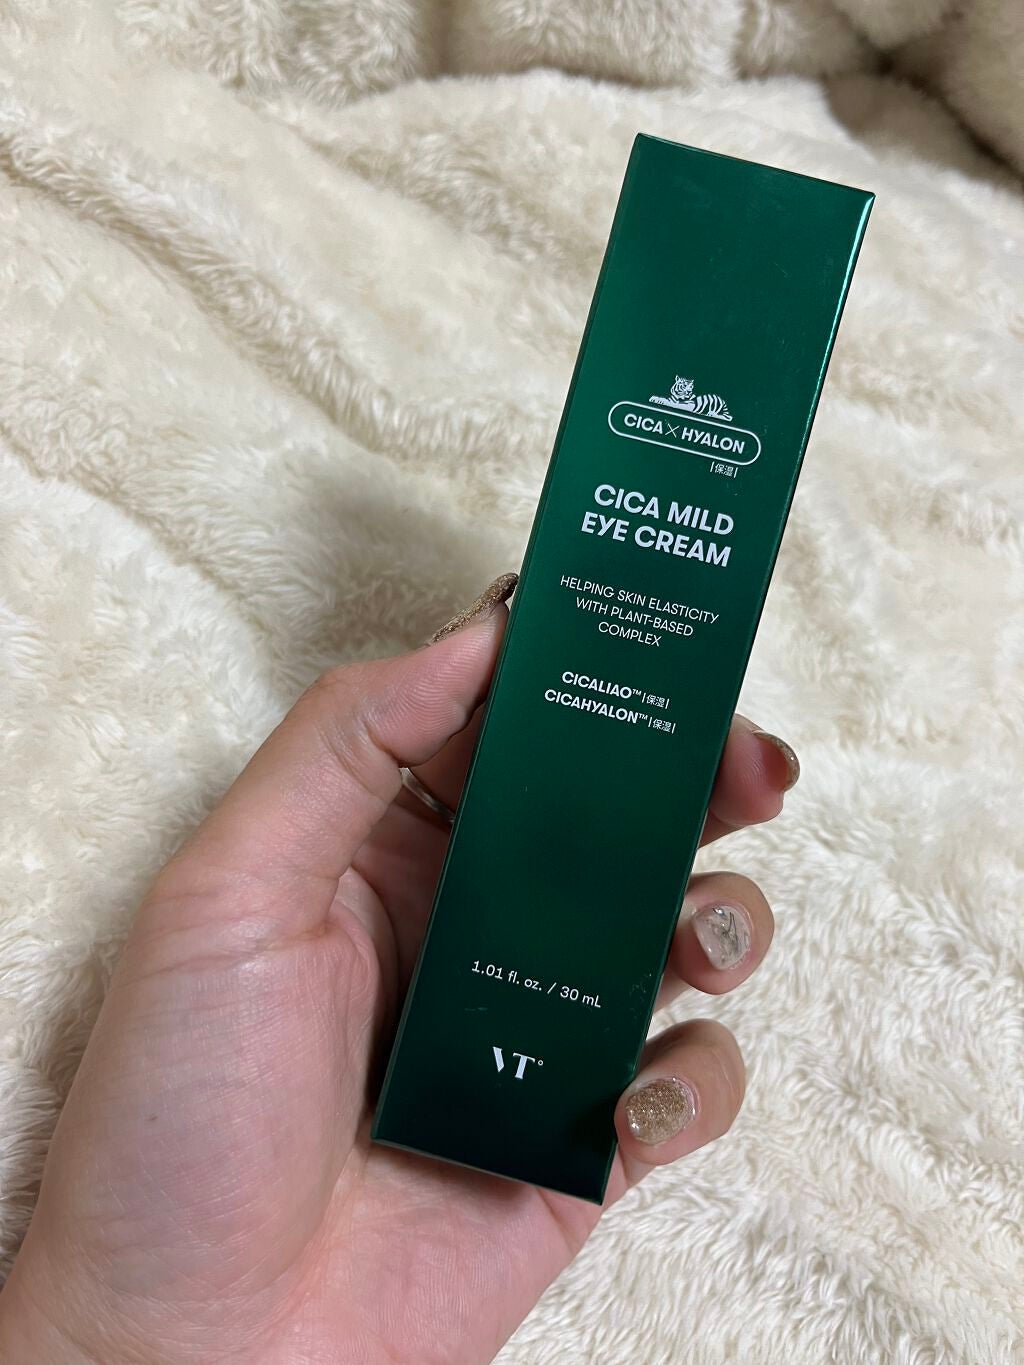 CICA×HYALON
|保湿|
CICA MILD
EYE CREAM
HELPING SKIN ELASTICITY
WITH PLANT-BASED
COMPLEX
CICALIAO™|保湿|
CICAHYALON™|保湿|
1.01 fl. oz. / 30 mL
VT°